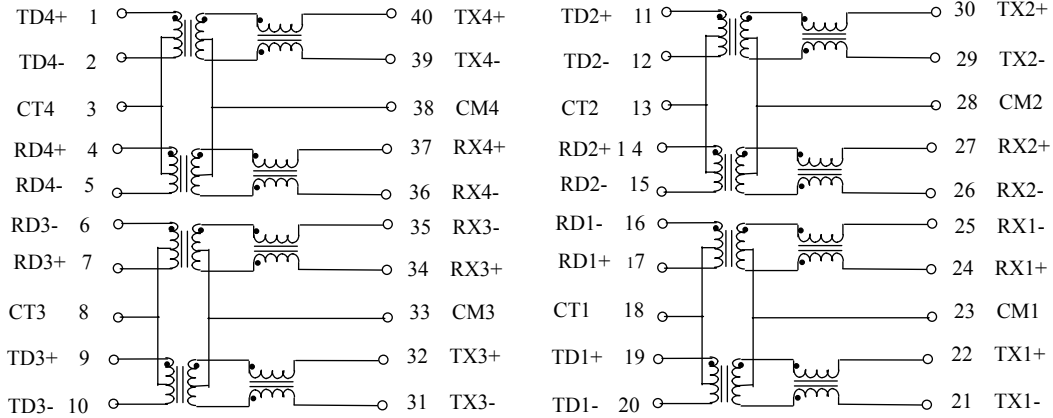 TD4+ 1 40 TX4+
TD4- 2 39 TX4-
CT4 3 38 CM4
RD4+ 4 37 RX4+
RD4- 5 36 RX4-
RD3- 6 35 RX3-
RD3+ 7 34 RX3+
CT3 8 33 CM3
TD3+ 9 32 TX3+
TD3- 10 31 TX3-
TD2+ 11 30 TX2+
TD2- 12 29 TX2-
CT2 13 28 CM2
RD2+ 1 4 27 RX2+
RD2- 15 26 RX2-
RD1- 16 25 RX1-
RD1+ 17 24 RX1+
CT1 18 23 CM1
TD1+ 19 22 TX1+
TD1- 20 21 TX1-